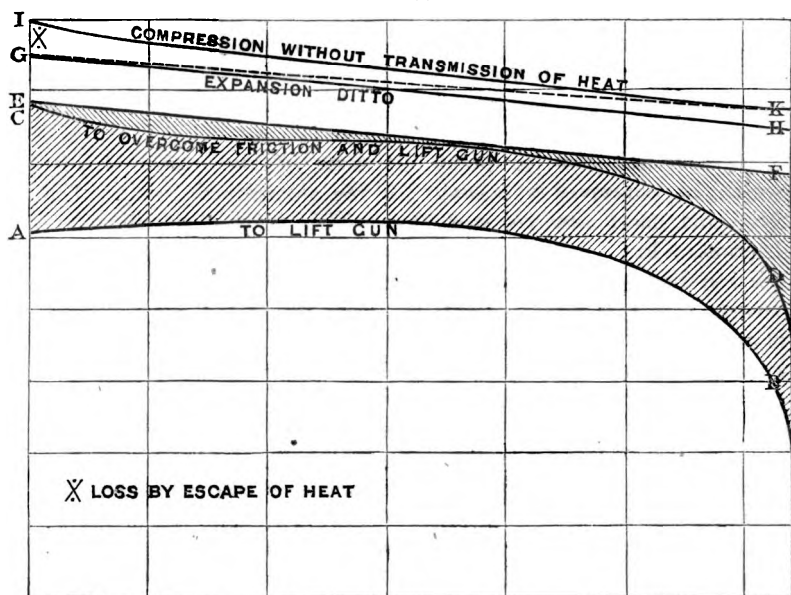 I
COMPRESSION WITHOUT TRANSMISSION OF HEAT
G
EXPANSION DITTO
K
H
E
C
TO OVERCOME FRICTION AND LIFT GUN
F
A
TO LIFT GUN
D
B
LOSS BY ESCAPE OF HEAT